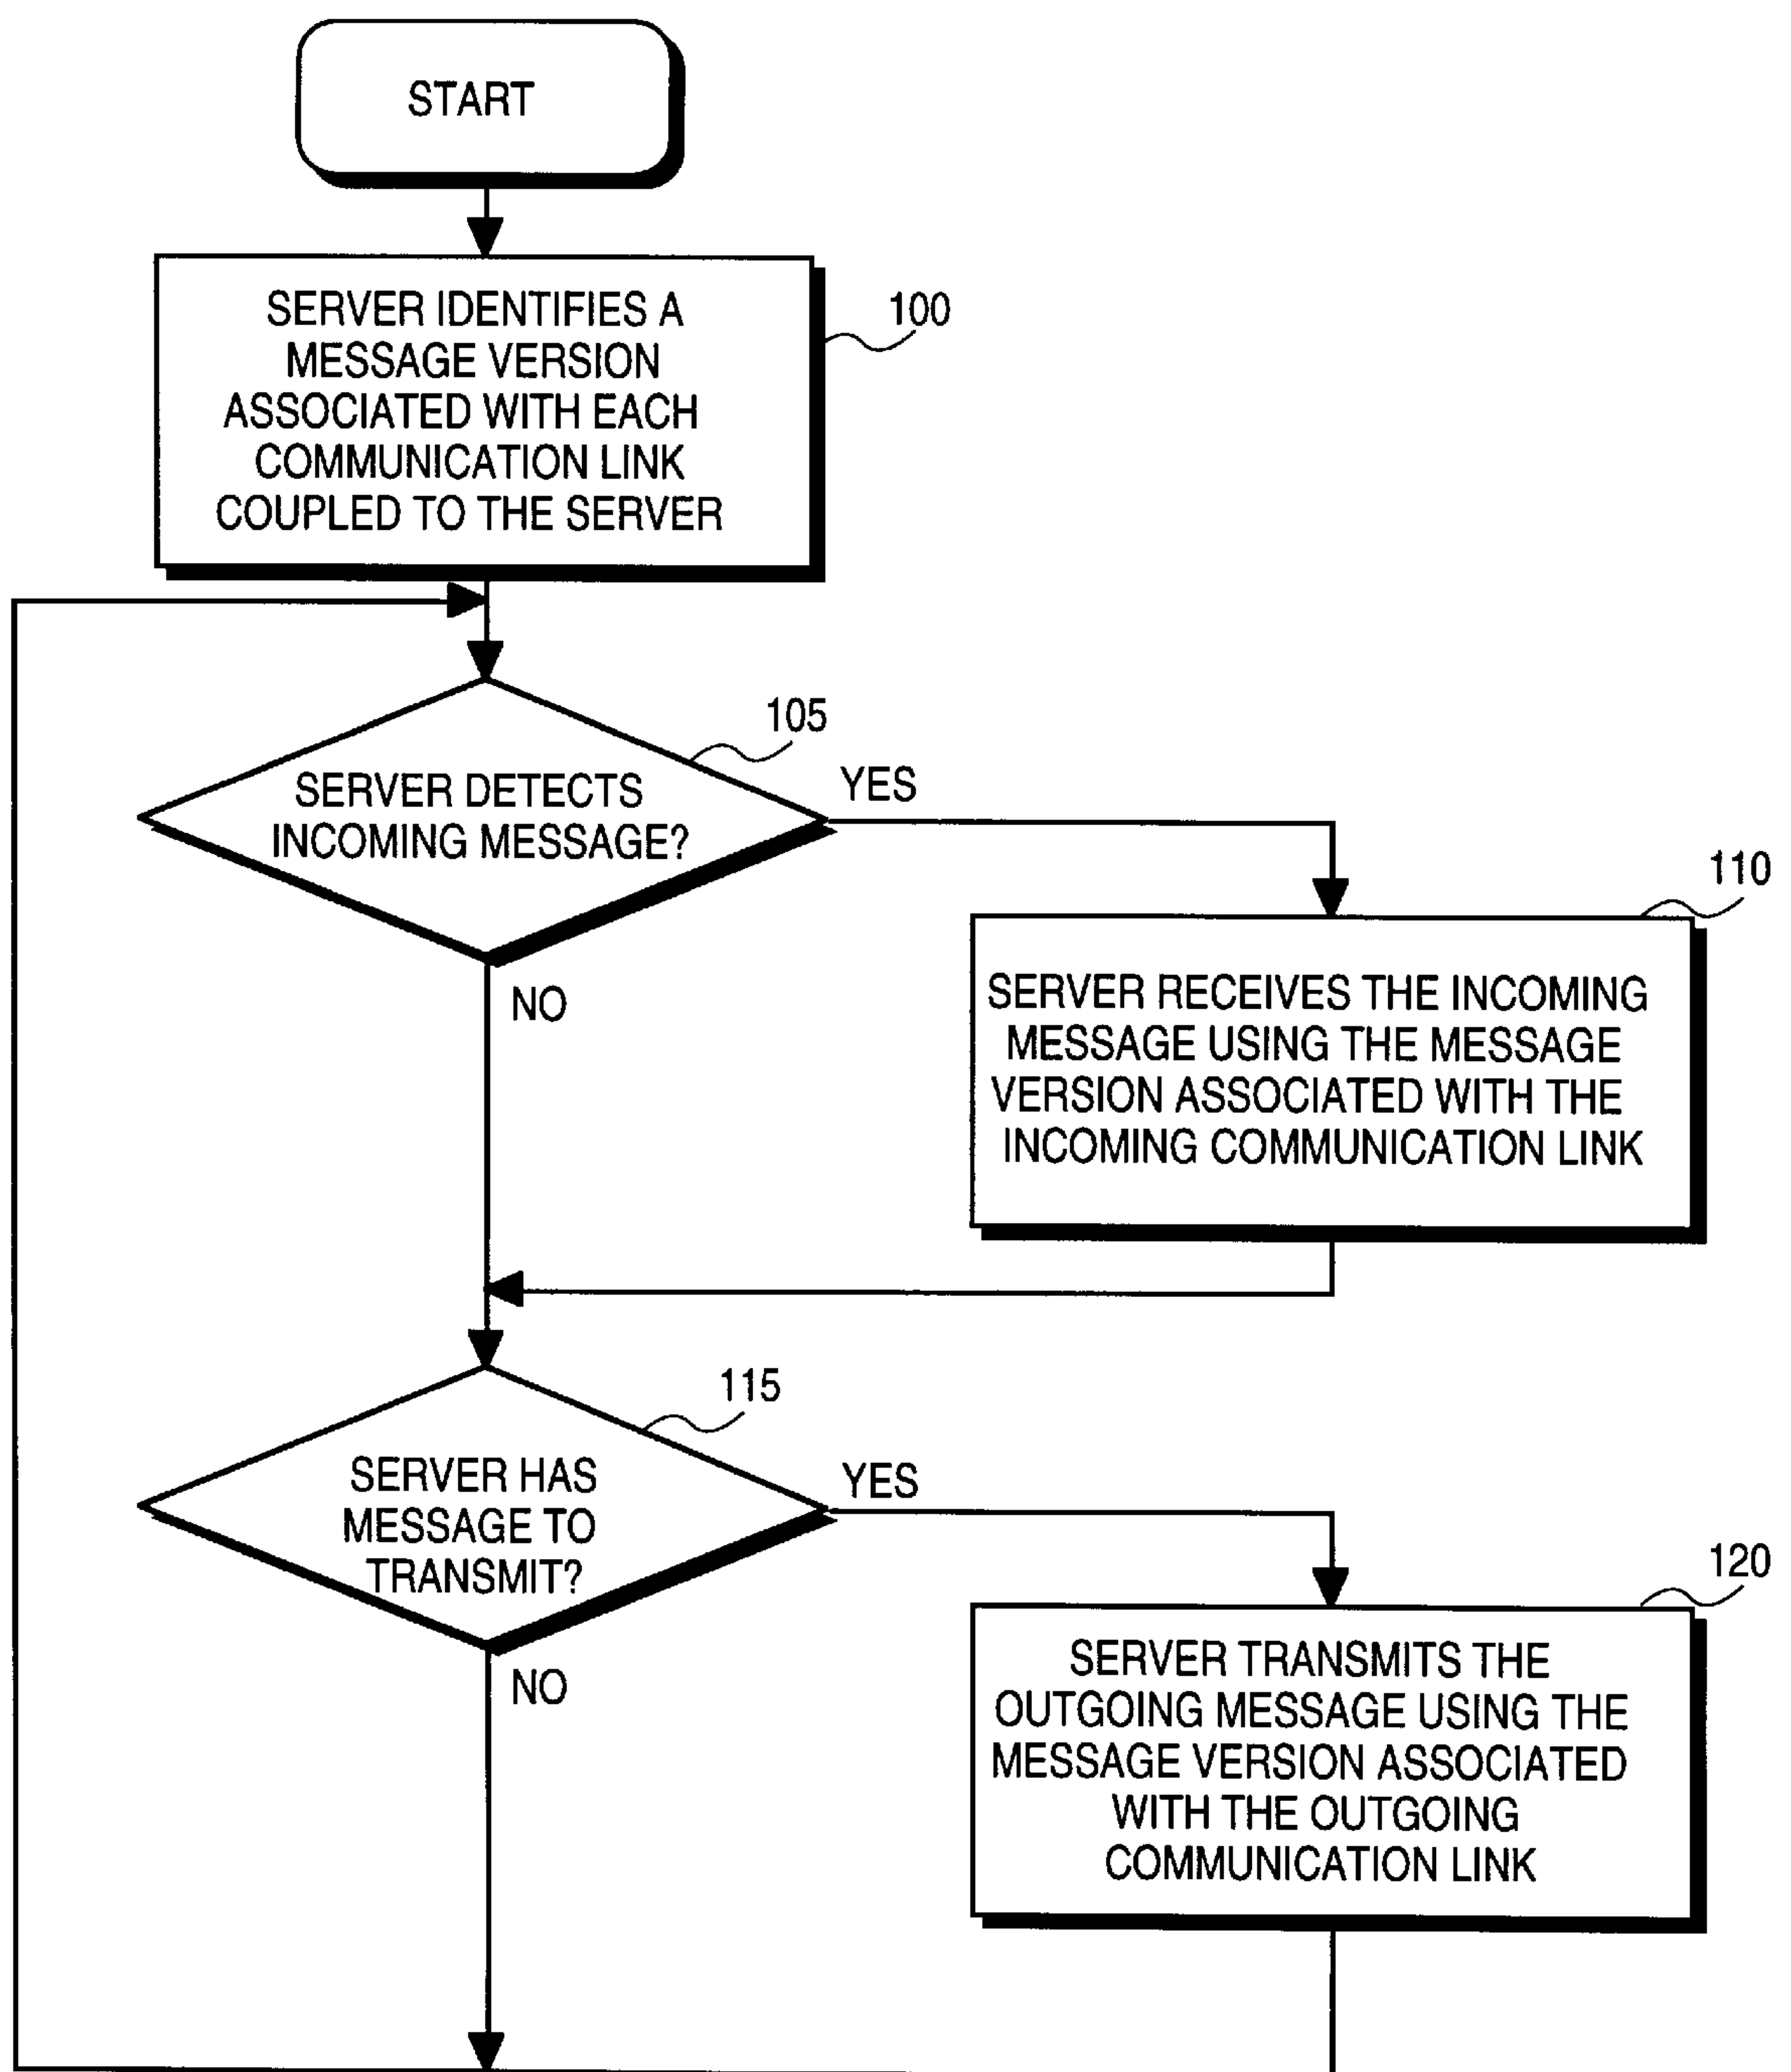 START
SERVER IDENTIFIES A
MESSAGE VERSION
ASSOCIATED WITH EACH
COMMUNICATION LINK
COUPLED TO THE SERVER
100
105
SERVER DETECTS
INCOMING MESSAGE?
YES
NO
110
SERVER RECEIVES THE INCOMING
MESSAGE USING THE MESSAGE
VERSION ASSOCIATED WITH THE
INCOMING COMMUNICATION LINK
115
SERVER HAS
MESSAGE TO
TRANSMIT?
YES
NO
120
SERVER TRANSMITS THE
OUTGOING MESSAGE USING THE
MESSAGE VERSION ASSOCIATED
WITH THE OUTGOING
COMMUNICATION LINK